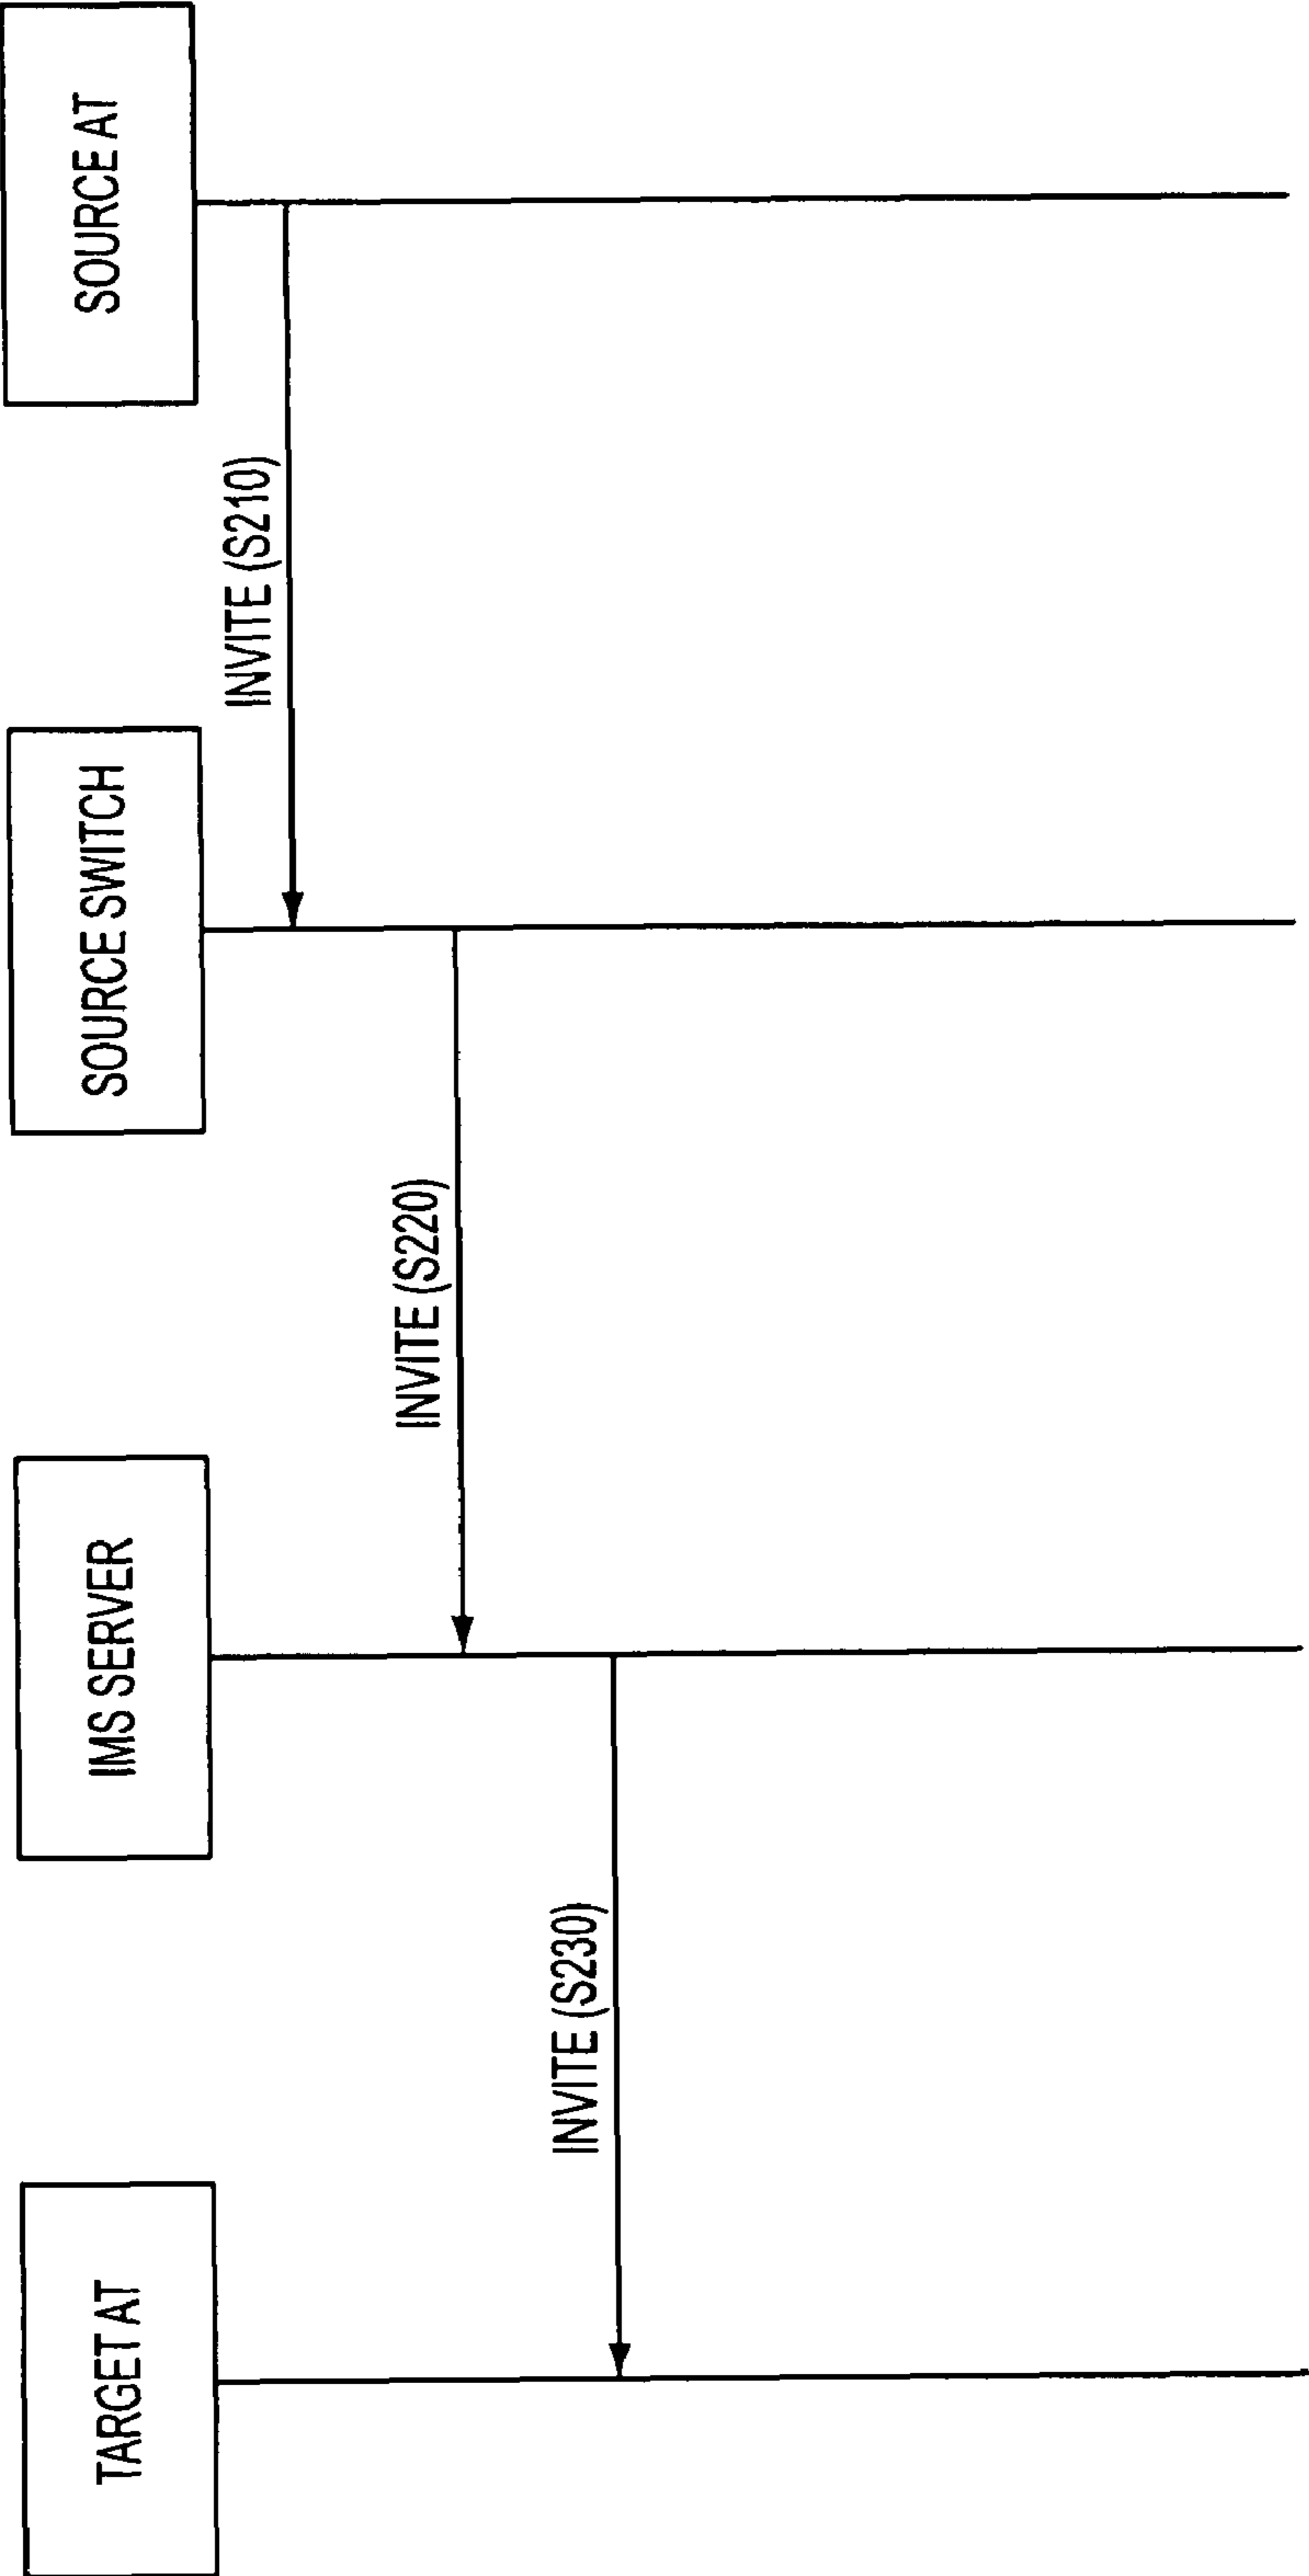 TARGET AT
IMS SERVER
SOURCE SWITCH
SOURCE AT
INVITE (S210)
INVITE (S220)
INVITE (S230)